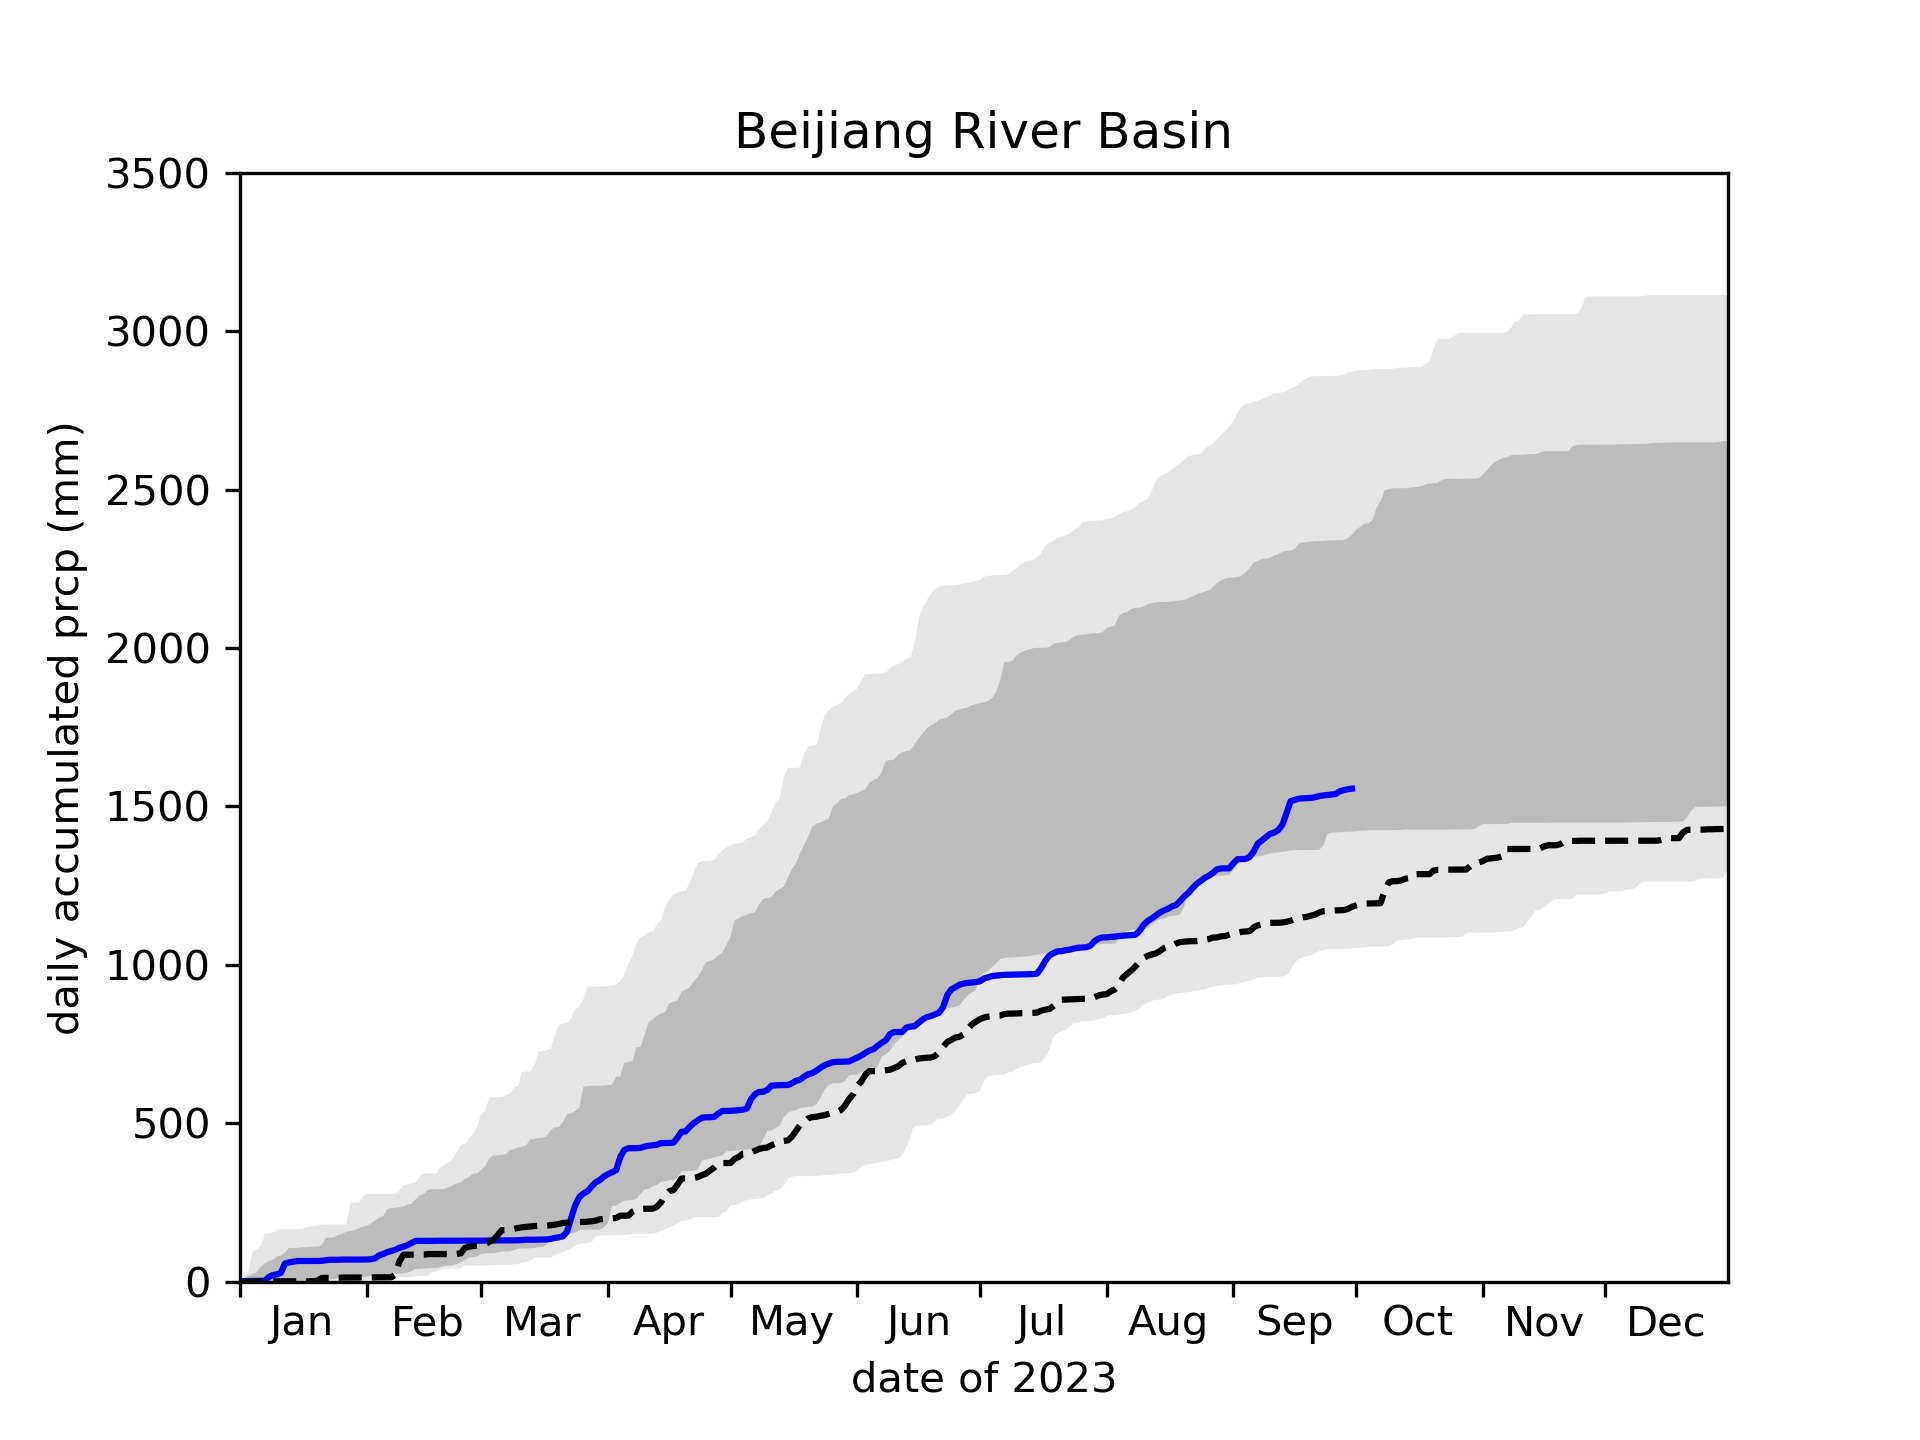 Beijiang River Basin
3500
3000
2500
2000
1500
1000
500
0
daily accumulated prcp (mm)
Jan Feb Mar Apr May Jun Jul Aug Sep Oct Nov Dec
date of 2023